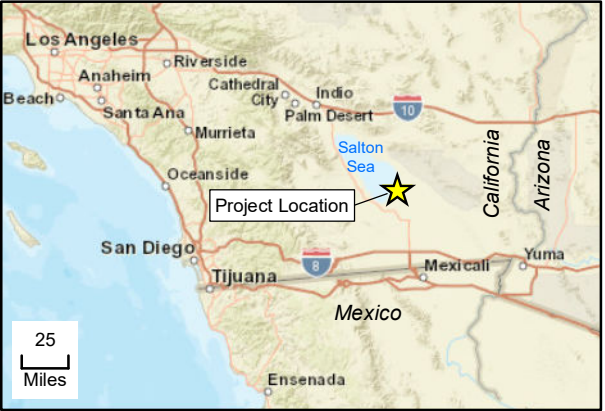 Los Angeles
Riverside
Anaheim
Cathedral
City
Indio
Beach
Santa Ana
Palm Desert
10
Murrieta
Salton
Sea
California
Arizona
Oceanside
Project Location
San Diego
8
Yuma
Mexicali
Tijuana
Mexico
25
Miles
Ensenada